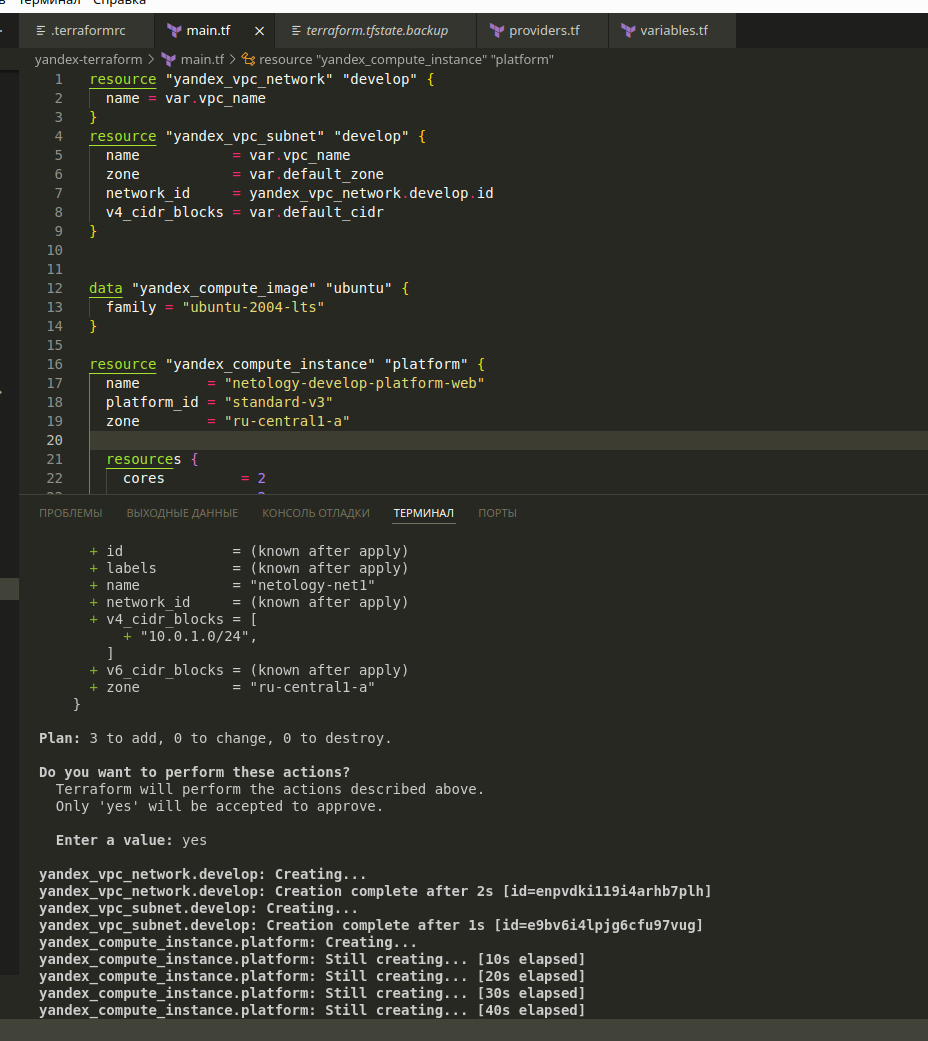 Терминал Справка
.terraformrc main.tf terraform.tfstate.backup providers.tf variables.tf
yandex-terraform > main.tf > resource "yandex_compute_instance" "platform"
1 resource "yandex_vpc_network" "develop" {
2 name = var.vpc_name
3 }
4 resource "yandex_vpc_subnet" "develop" {
5 name = var.vpc_name
6 zone = var.default_zone
7 network_id = yandex_vpc_network.develop.id
8 v4_cidr_blocks = var.default_cidr
9 }
10
11
12 data "yandex_compute_image" "ubuntu" {
13 family = "ubuntu-2004-lts"
14 }
15
16 resource "yandex_compute_instance" "platform" {
17 name = "netology-develop-platform-web"
18 platform_id = "standard-v3"
19 zone = "ru-central1-a"
20
21 resources {
22 cores = 2
ПРОБЛЕМЫ ВЫХОДНЫЕ ДАННЫЕ КОНСОЛЬ ОТЛАДКИ ТЕРМИНАЛ ПОРТЫ
+ id = (known after apply)
+ labels = (known after apply)
+ name = "netology-net1"
+ network_id = (known after apply)
+ v4_cidr_blocks = [
+ "10.0.1.0/24",
]
+ v6_cidr_blocks = (known after apply)
+ zone = "ru-central1-a"
}
Plan: 3 to add, 0 to change, 0 to destroy.
Do you want to perform these actions?
Terraform will perform the actions described above.
Only 'yes' will be accepted to approve.
Enter a value: yes
yandex_vpc_network.develop: Creating...
yandex_vpc_network.develop: Creation complete after 2s [id=enpvdki119i4arhb7plh]
yandex_vpc_subnet.develop: Creating...
yandex_vpc_subnet.develop: Creation complete after 1s [id=e9bv6i4lpjg6cfu97vug]
yandex_compute_instance.platform: Creating...
yandex_compute_instance.platform: Still creating... [10s elapsed]
yandex_compute_instance.platform: Still creating... [20s elapsed]
yandex_compute_instance.platform: Still creating... [30s elapsed]
yandex_compute_instance.platform: Still creating... [40s elapsed]